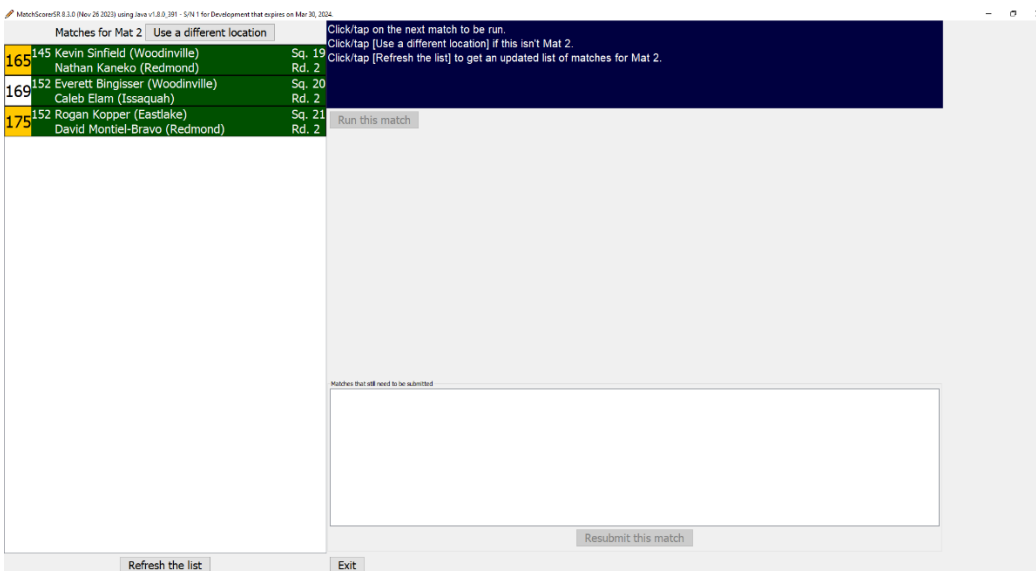 MatchScorerSR 8.3.0 (Nov 26 2023) using Java v1.8.0_391 - S/N 1 for Development that expires on Mar 30, 2024.
Matches for Mat 2 Use a different location
165 145 Kevin Sinfield (Woodinville) Sq. 19
Nathan Kaneko (Redmond) Rd. 2
169 152 Everett Bingisser (Woodinville) Sq. 20
Caleb Elam (Issaquah) Rd. 2
175 152 Rogan Kopper (Eastlake) Sq. 21
David Montiel-Bravo (Redmond) Rd. 2
Refresh the list
Click/tap on the next match to be run.
Click/tap [Use a different location] if this isn't Mat 2.
Click/tap [Refresh the list] to get an updated list of matches for Mat 2.
Run this match
Matches that still need to be submitted
Resubmit this match
Exit